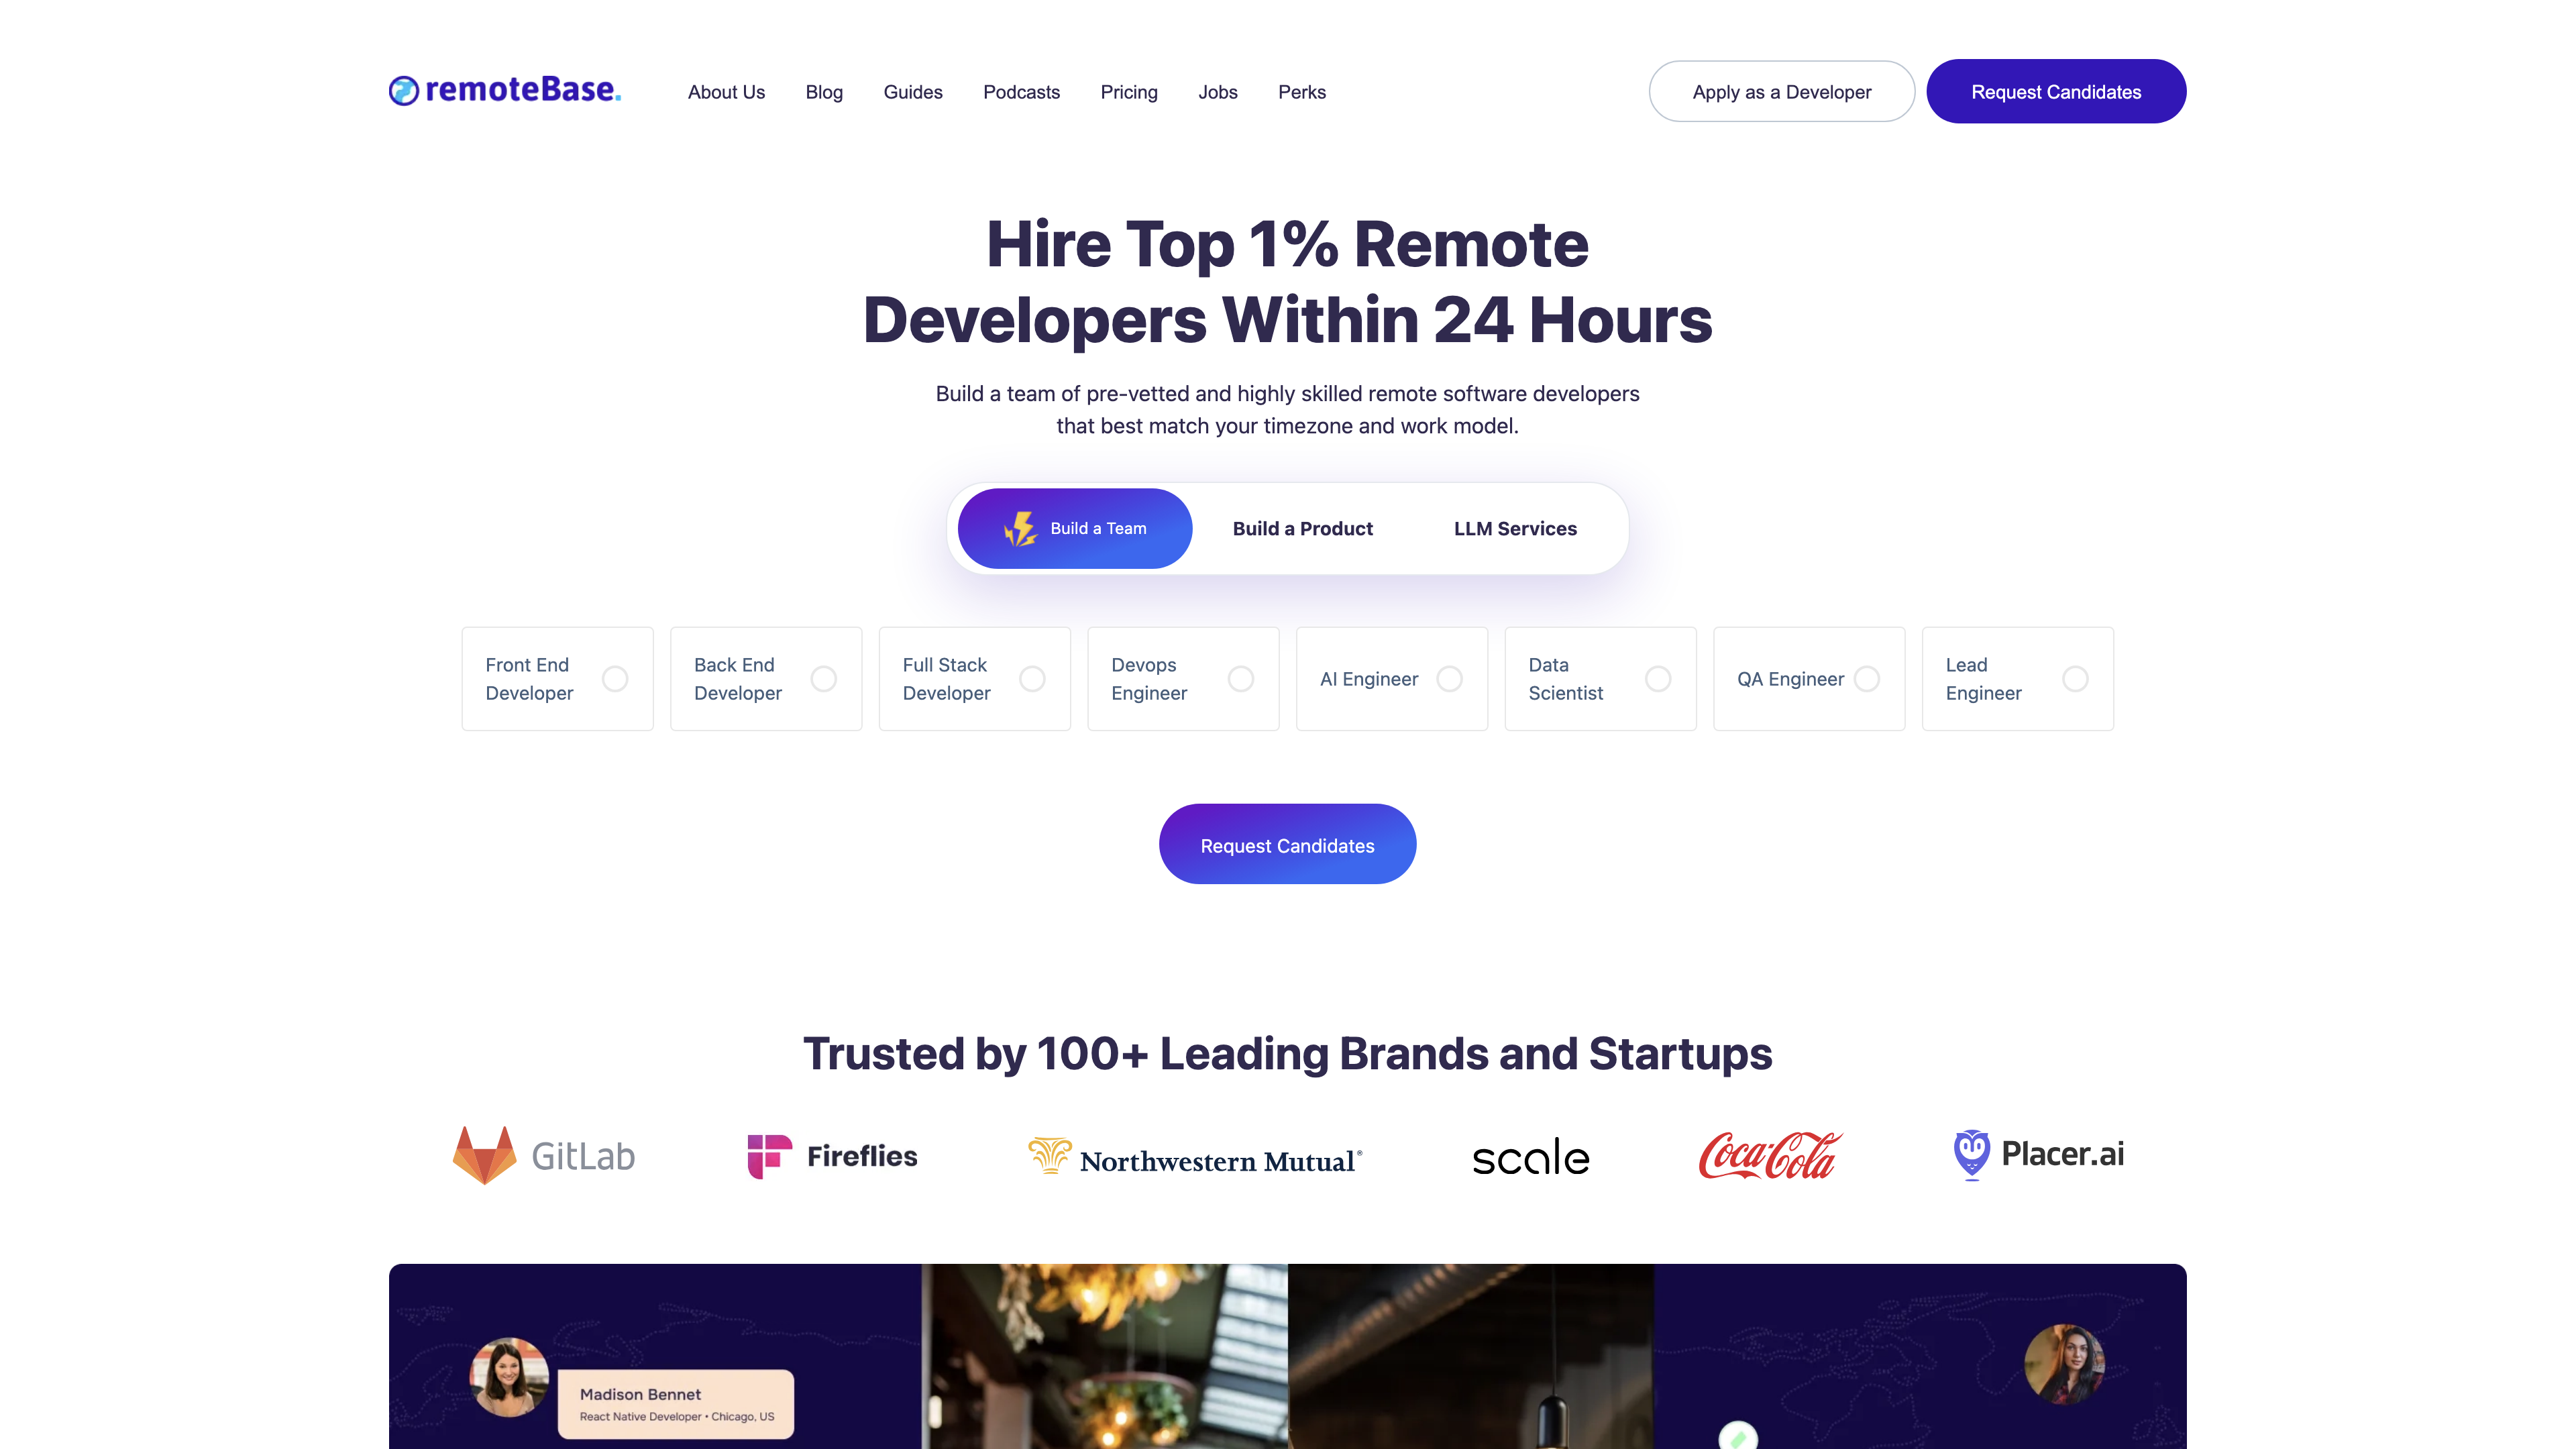 remoteBase.
About Us
Blog
Guides
Podcasts
Pricing
Jobs
Perks
Apply as a Developer
Request Candidates
Hire Top 1% Remote
Developers Within 24 Hours
Build a team of pre-vetted and highly skilled remote software developers
that best match your timezone and work model.
Build a Team
Build a Product
LLM Services
Front End
Developer
Back End
Developer
Full Stack
Developer
Devops
Engineer
AI Engineer
Data
Scientist
QA Engineer
Lead
Engineer
Request Candidates
Trusted by 100+ Leading Brands and Startups
GitLab
Fireflies
Northwestern Mutual®
scale
Coca-Cola
Placer.ai
Madison Bennet
React Native Developer • Chicago, US